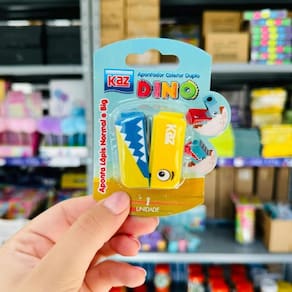 Kaz
Apontador Coletor Duplo
DINO
Aponta Lápis Normal e Big
Kaz
1
UNIDADE